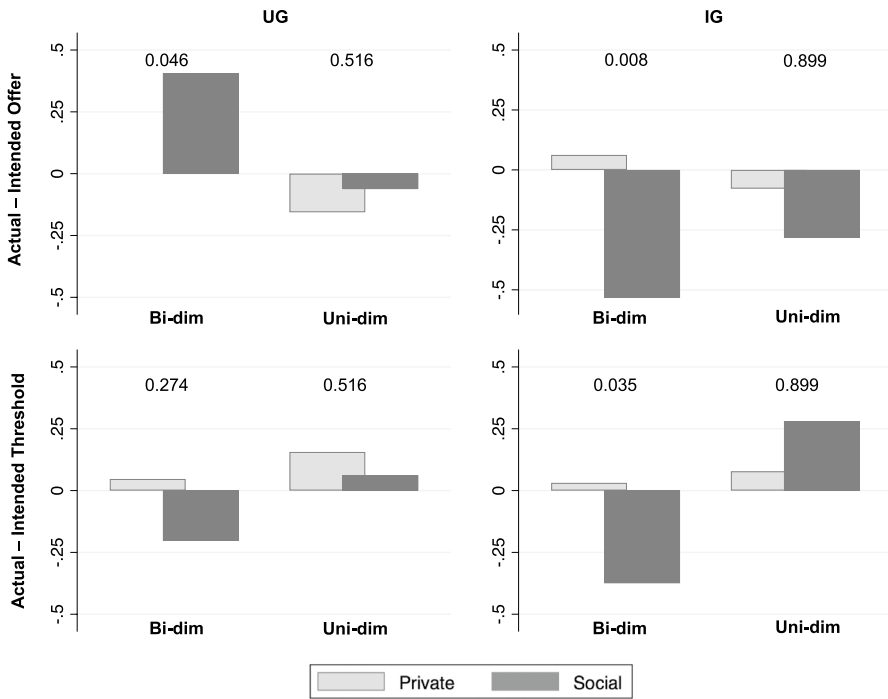 UG
IG
Actual – Intended Offer
.5
.25
0
-.25
-.5
0.046
0.516
Bi-dim
Uni-dim
.5
.25
0
-.25
-.5
0.008
0.899
Bi-dim
Uni-dim
Actual – Intended Threshold
.5
.25
0
-.25
-.5
0.274
0.516
Bi-dim
Uni-dim
.5
.25
0
-.25
-.5
0.035
0.899
Bi-dim
Uni-dim
Private
Social